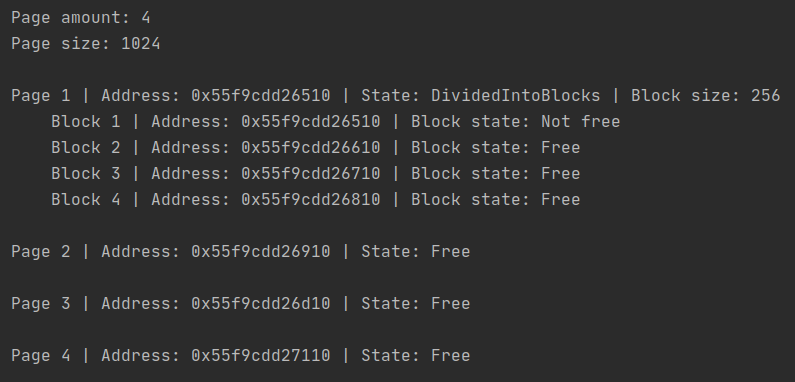 Page amount: 4
Page size: 1024
Page 1 | Address: 0x55f9cdd26510 | State: DividedIntoBlocks | Block size: 256
Block 1 | Address: 0x55f9cdd26510 | Block state: Not free
Block 2 | Address: 0x55f9cdd26610 | Block state: Free
Block 3 | Address: 0x55f9cdd26710 | Block state: Free
Block 4 | Address: 0x55f9cdd26810 | Block state: Free
Page 2 | Address: 0x55f9cdd26910 | State: Free
Page 3 | Address: 0x55f9cdd26d10 | State: Free
Page 4 | Address: 0x55f9cdd27110 | State: Free